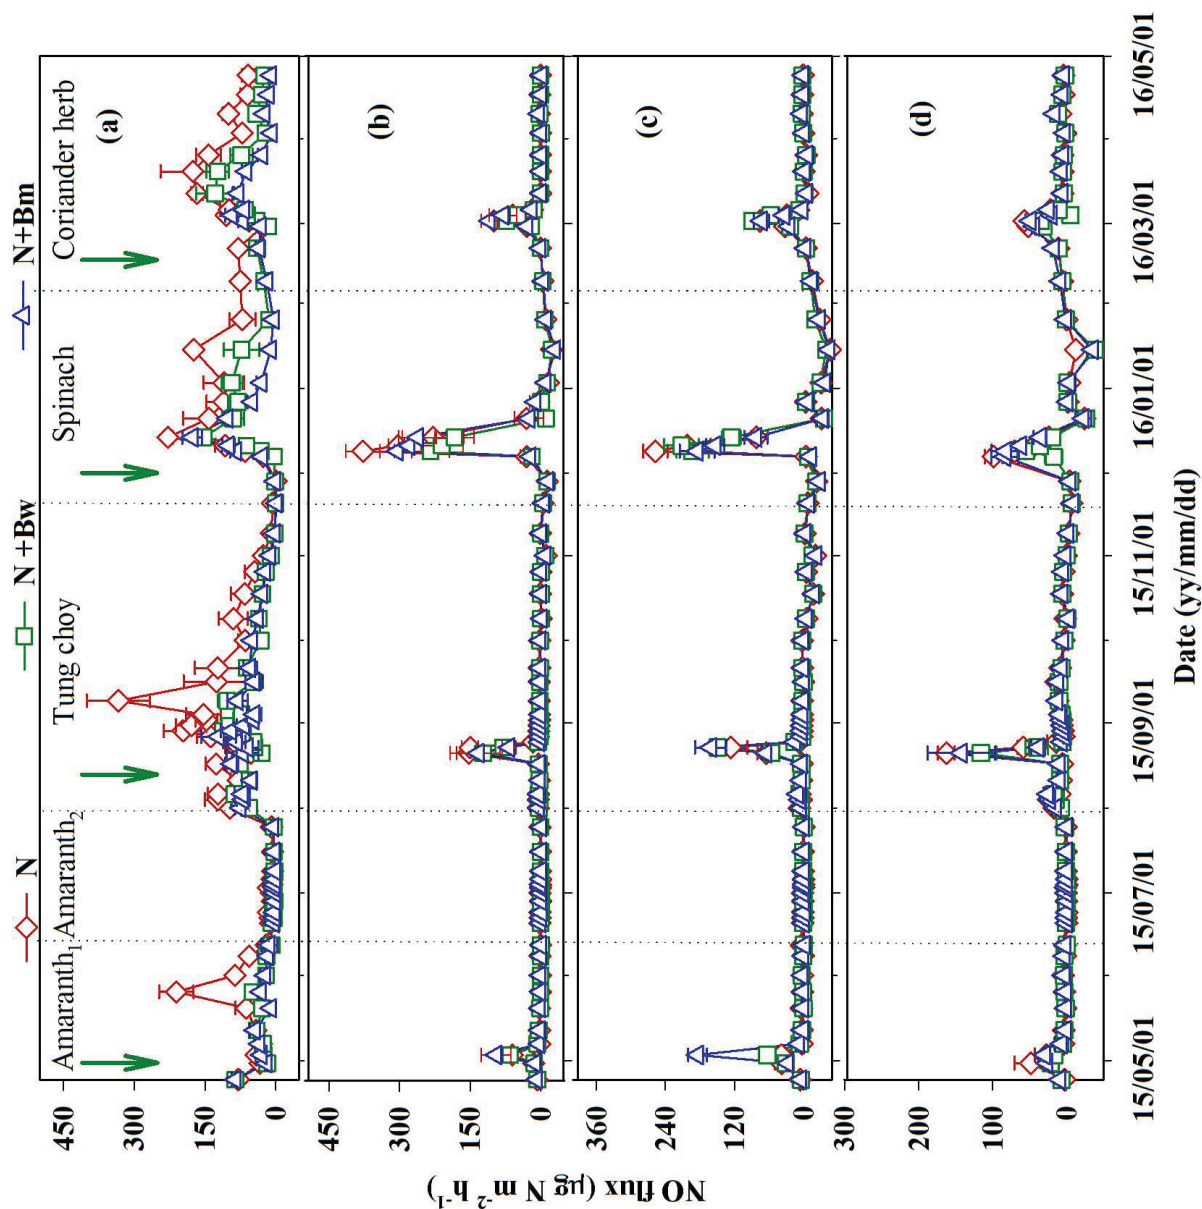 N N +Bw N+Bm
Amaranth₁ Amaranth₂ Tung choy Spinach Coriander herb
(a)
450
300
150
0
(b)
450
300
150
0
(c)
360
240
120
0
(d)
300
200
100
0
15/05/01 15/07/01 15/09/01 15/11/01 16/01/01 16/03/01 16/05/01
NO flux (μg N m⁻² h⁻¹)
Date (yy/mm/dd)